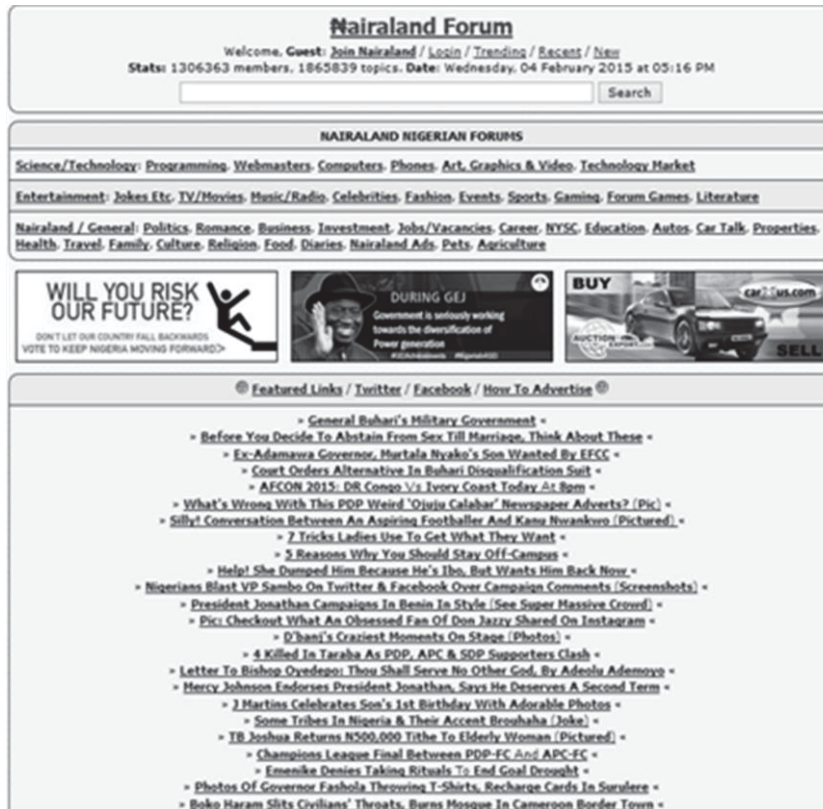 ₦airaland Forum
Welcome, Guest: Join Nairaland / Login / Trending / Recent / New
Stats: 1306363 members, 1865839 topics. Date: Wednesday, 04 February 2015 at 05:16 PM
Search
NAIRALAND NIGERIAN FORUMS
Science/Technology: Programming, Webmasters, Computers, Phones, Art, Graphics & Video, Technology Market
Entertainment: Jokes Etc, TV/Movies, Music/Radio, Celebrities, Fashion, Events, Sports, Gaming, Forum Games, Literature
Nairaland / General: Politics, Romance, Business, Investment, Jobs/Vacancies, Career, NYSC, Education, Autos, Car Talk, Properties,
Health, Travel, Family, Culture, Religion, Food, Diaries, Nairaland Ads, Pets, Agriculture
WILL YOU RISK
OUR FUTURE?
DON'T LET OUR COUNTRY FALL BACKWARDS
VOTE TO KEEP NIGERIA MOVING FORWARD>
DURING GEJ
Government is seriously working
towards the diversification of
Power generation
BUY
AUCTION
SELL
Featured Links / Twitter / Facebook / How To Advertise
» General Buhari's Military Government «
» Before You Decide To Abstain From Sex Till Marriage, Think About These «
» Ex-Adamawa Governor, Murtala Nyako's Son Wanted By EFCC «
» Court Orders Alternative In Buhari Disqualification Suit «
» AFCON 2015: DR Congo Vs Ivory Coast Today At 8pm «
» What's Wrong With This PDP Weird 'Ojuju Calabar' Newspaper Adverts? (Pic) «
» Silly! Conversation Between An Aspiring Footballer And Kanu Nwankwo (Pictured) «
» 7 Tricks Ladies Use To Get What They Want «
» 5 Reasons Why You Should Stay Off-Campus «
» Help! She Dumped Him Because He's Ibo, But Wants Him Back Now «
» Nigerians Blast VP Sambo On Twitter & Facebook Over Campaign Comments (Screenshots) «
» President Jonathan Campaigns In Benin In Style (See Super Massive Crowd) «
» Pic: Checkout What An Obsessed Fan Of Don Jazzy Shared On Instagram «
» D'banj's Craziest Moments On Stage (Photos) «
» 4 Killed In Taraba As PDP, APC & SDP Supporters Clash «
» Letter To Bishop Oyedepo: Thou Shall Serve No Other God, By Adeolu Ademoyo «
» Mercy Johnson Endorses President Jonathan, Says He Deserves A Second Term «
» J Martins Celebrates Son's 1st Birthday With Adorable Photos «
» Some Tribes In Nigeria & Their Accent Brouhaha (Joke) «
» TB Joshua Returns N500,000 Tithe To Elderly Woman (Pictured) «
» Champions League Final Between PDP-FC And APC-FC «
» Emenike Denies Taking Rituals To End Goal Drought «
» Photos Of Governor Fashola Throwing T-Shirts, Recharge Cards In Surulere «
» Boko Haram Slits Civilians' Throats, Burns Mosque In Cameroon Border Town «